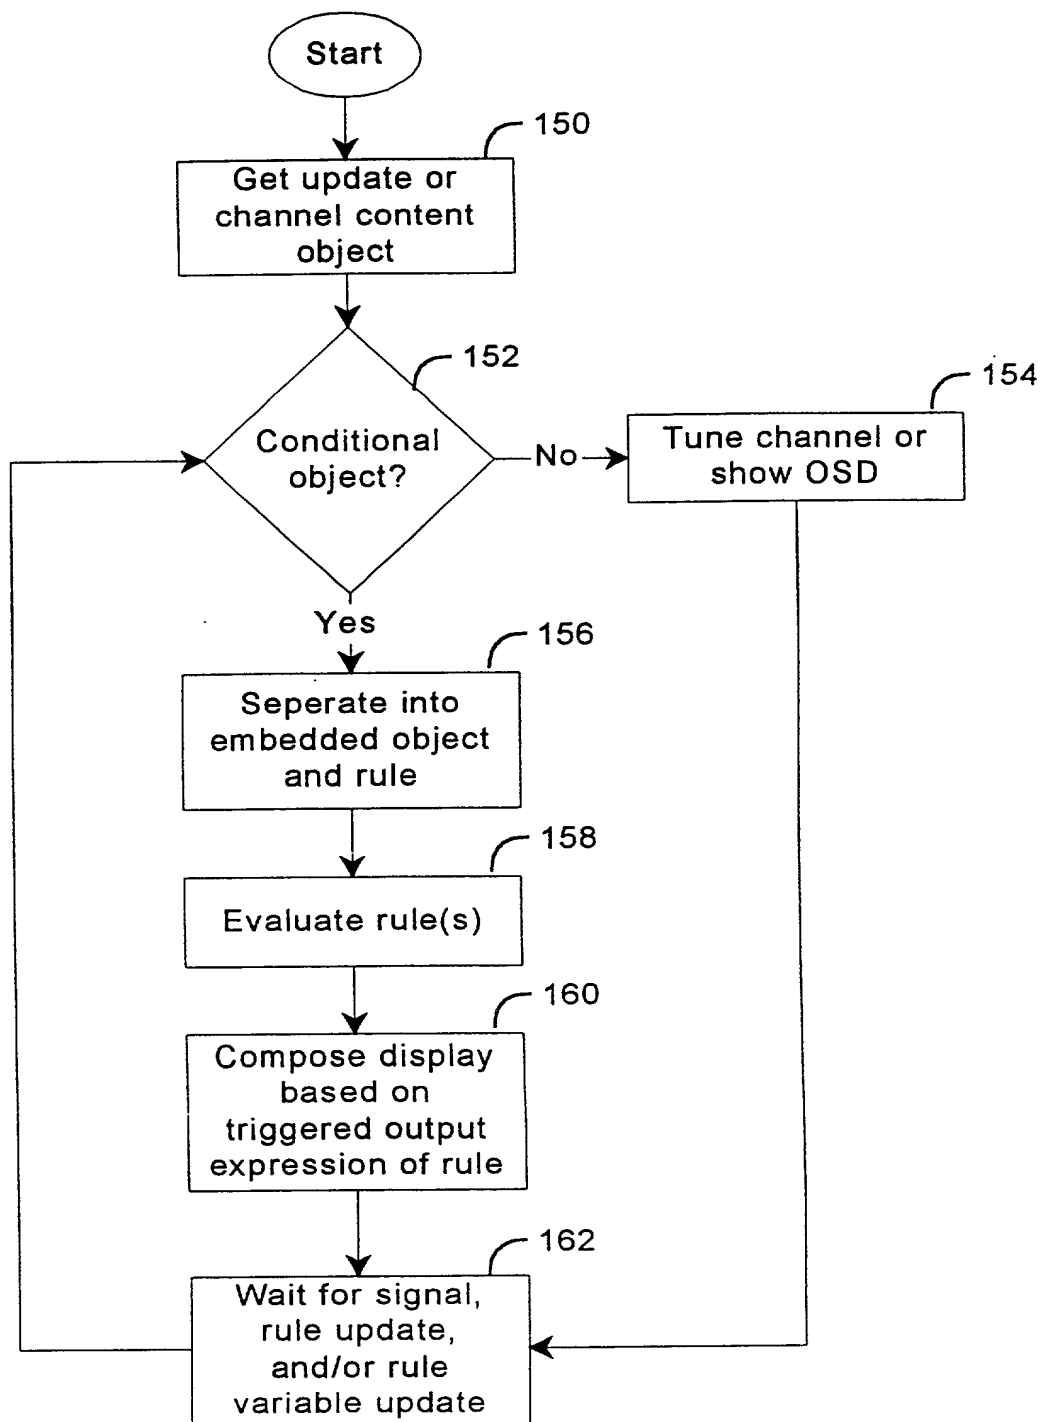 Start
150
Get update or
channel content
object
152
154
Conditional
object?
No
Tune channel or
show OSD
Yes
156
Seperate into
embedded object
and rule
158
Evaluate rule(s)
160
Compose display
based on
triggered output
expression of rule
162
Wait for signal,
rule update,
and/or rule
variable update